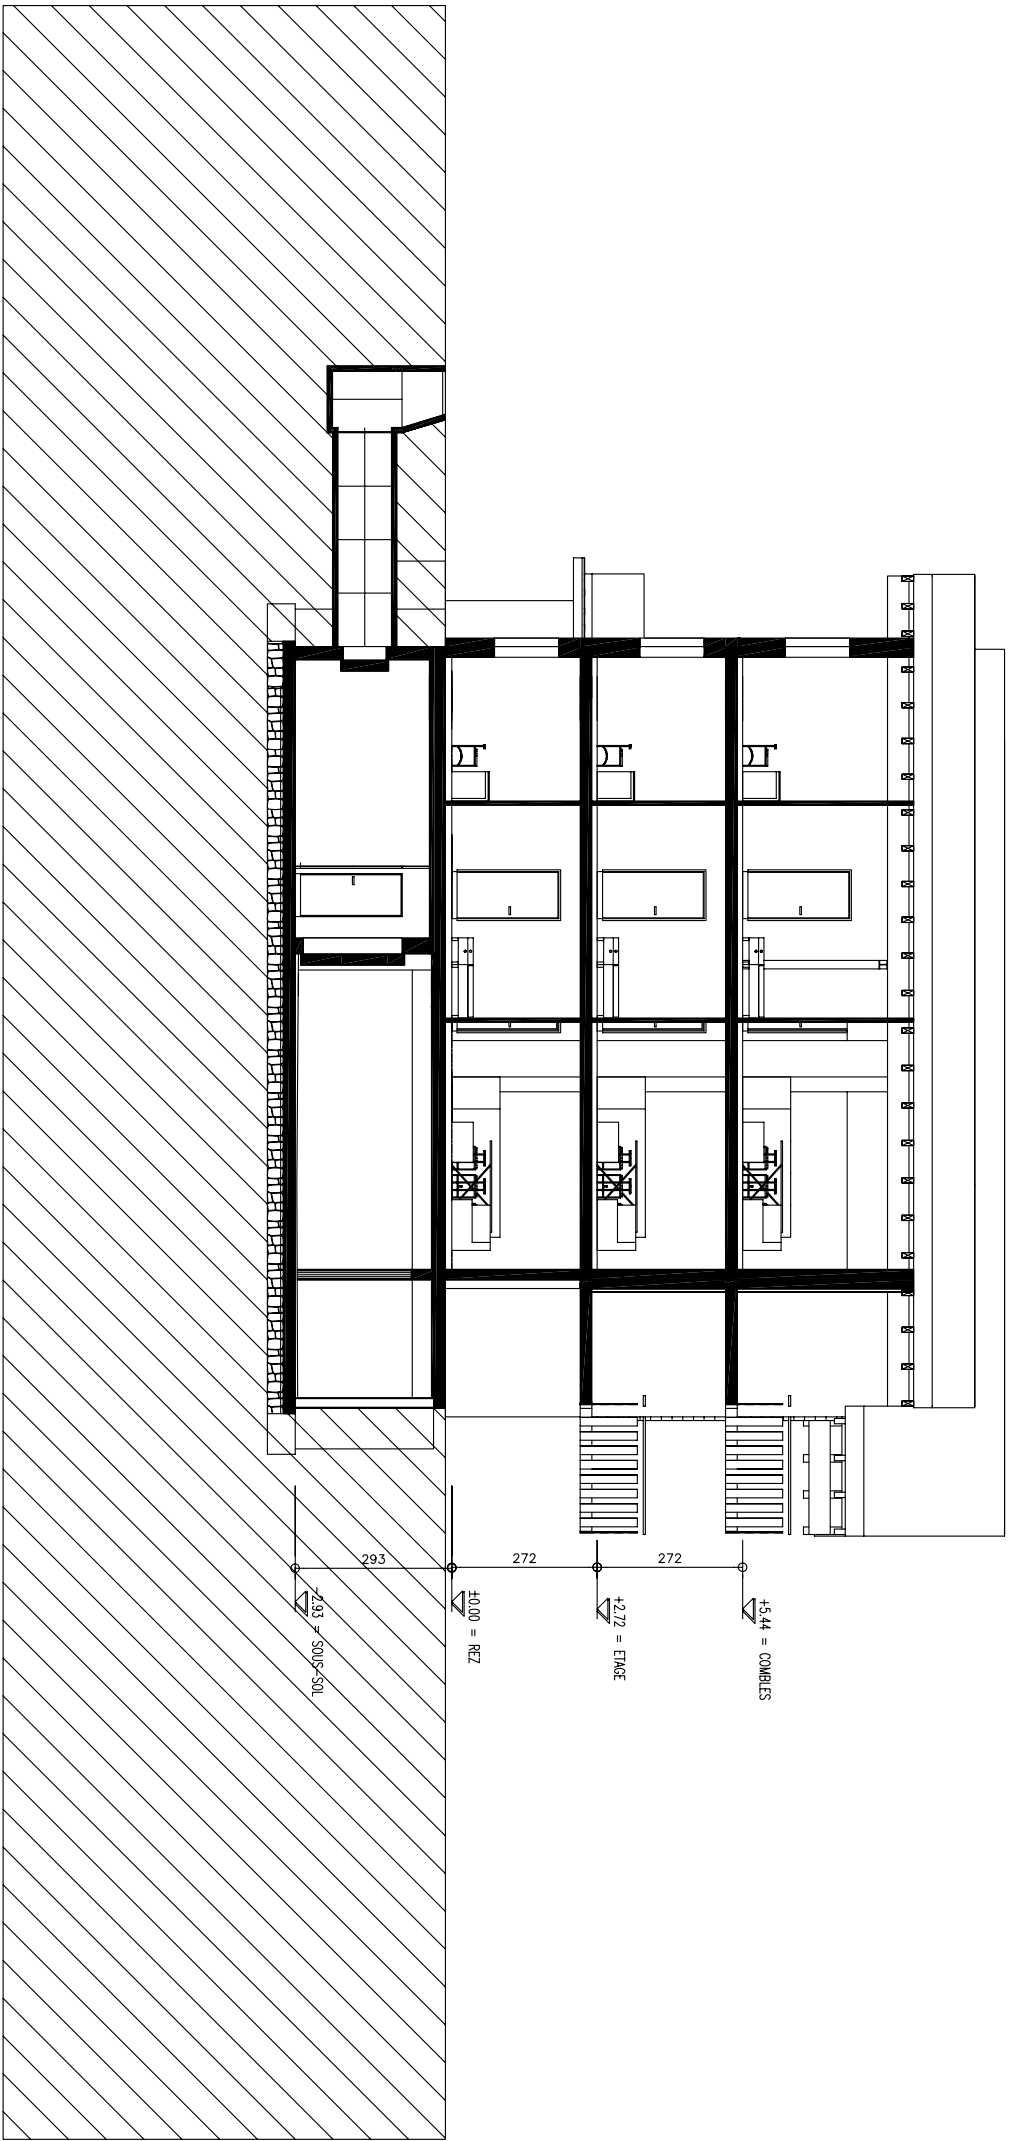 +5.44 = COMBLES
272
+2.72 = ETAGE
272
±0.00 = REZ
293
-2.93 = SOUS-SOL